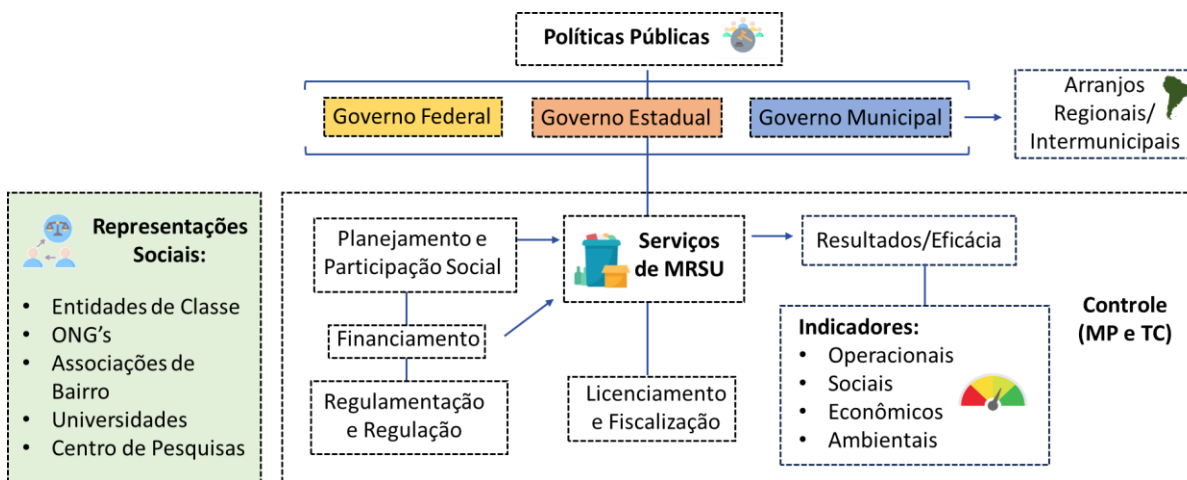 Políticas Públicas
Governo Federal
Governo Estadual
Governo Municipal
Arranjos
Regionais/
Intermunicipais
Representações
Sociais:
• Entidades de Classe
• ONG’s
• Associações de
Bairro
• Universidades
• Centro de Pesquisas
Planejamento e
Participação Social
Financiamento
Regulamentação
e Regulação
Serviços
de MRSU
Licenciamento
e Fiscalização
Resultados/Eficácia
Indicadores:
• Operacionais
• Sociais
• Econômicos
• Ambientais
Controle
(MP e TC)